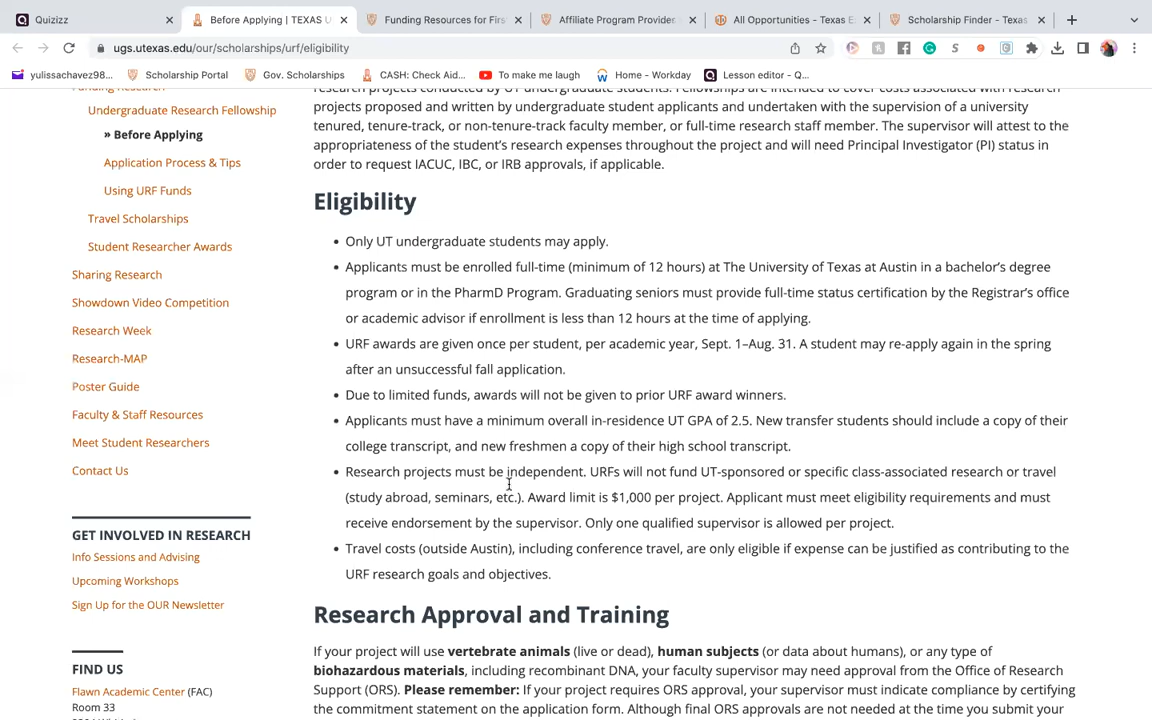 Quizizz
Before Applying | TEXAS U
Funding Resources for Firs
Affiliate Program Provider
All Opportunities - Texas E
Scholarship Finder - Texas
ugs.utexas.edu/our/scholarships/urf/eligibility
yulissachavez98...
Scholarship Portal
Gov. Scholarships
CASH: Check Aid...
To make me laugh
Home - Workday
Lesson editor - Q...
Funding Research
Undergraduate Research Fellowship
» Before Applying
Application Process & Tips
Using URF Funds
Travel Scholarships
Student Researcher Awards
Sharing Research
Showdown Video Competition
Research Week
Research-MAP
Poster Guide
Faculty & Staff Resources
Meet Student Researchers
Contact Us
GET INVOLVED IN RESEARCH
Info Sessions and Advising
Upcoming Workshops
Sign Up for the OUR Newsletter
FIND US
Flawn Academic Center (FAC)
Room 33
research projects conducted by UT undergraduate students. Fellowships are intended to cover costs associated with research
projects proposed and written by undergraduate student applicants and undertaken with the supervision of a university
tenured, tenure-track, or non-tenure-track faculty member, or full-time research staff member. The supervisor will attest to the
appropriateness of the student's research expenses throughout the project and will need Principal Investigator (PI) status in
order to request IACUC, IBC, or IRB approvals, if applicable.
Eligibility
• Only UT undergraduate students may apply.
• Applicants must be enrolled full-time (minimum of 12 hours) at The University of Texas at Austin in a bachelor's degree
program or in the PharmD Program. Graduating seniors must provide full-time status certification by the Registrar's office
or academic advisor if enrollment is less than 12 hours at the time of applying.
• URF awards are given once per student, per academic year, Sept. 1–Aug. 31. A student may re-apply again in the spring
after an unsuccessful fall application.
• Due to limited funds, awards will not be given to prior URF award winners.
• Applicants must have a minimum overall in-residence UT GPA of 2.5. New transfer students should include a copy of their
college transcript, and new freshmen a copy of their high school transcript.
• Research projects must be independent. URFs will not fund UT-sponsored or specific class-associated research or travel
(study abroad, seminars, etc.). Award limit is $1,000 per project. Applicant must meet eligibility requirements and must
receive endorsement by the supervisor. Only one qualified supervisor is allowed per project.
• Travel costs (outside Austin), including conference travel, are only eligible if expense can be justified as contributing to the
URF research goals and objectives.
Research Approval and Training
If your project will use vertebrate animals (live or dead), human subjects (or data about humans), or any type of
biohazardous materials, including recombinant DNA, your faculty supervisor may need approval from the Office of Research
Support (ORS). Please remember: If your project requires ORS approval, your supervisor must indicate compliance by certifying
the commitment statement on the application form. Although final ORS approvals are not needed at the time you submit your